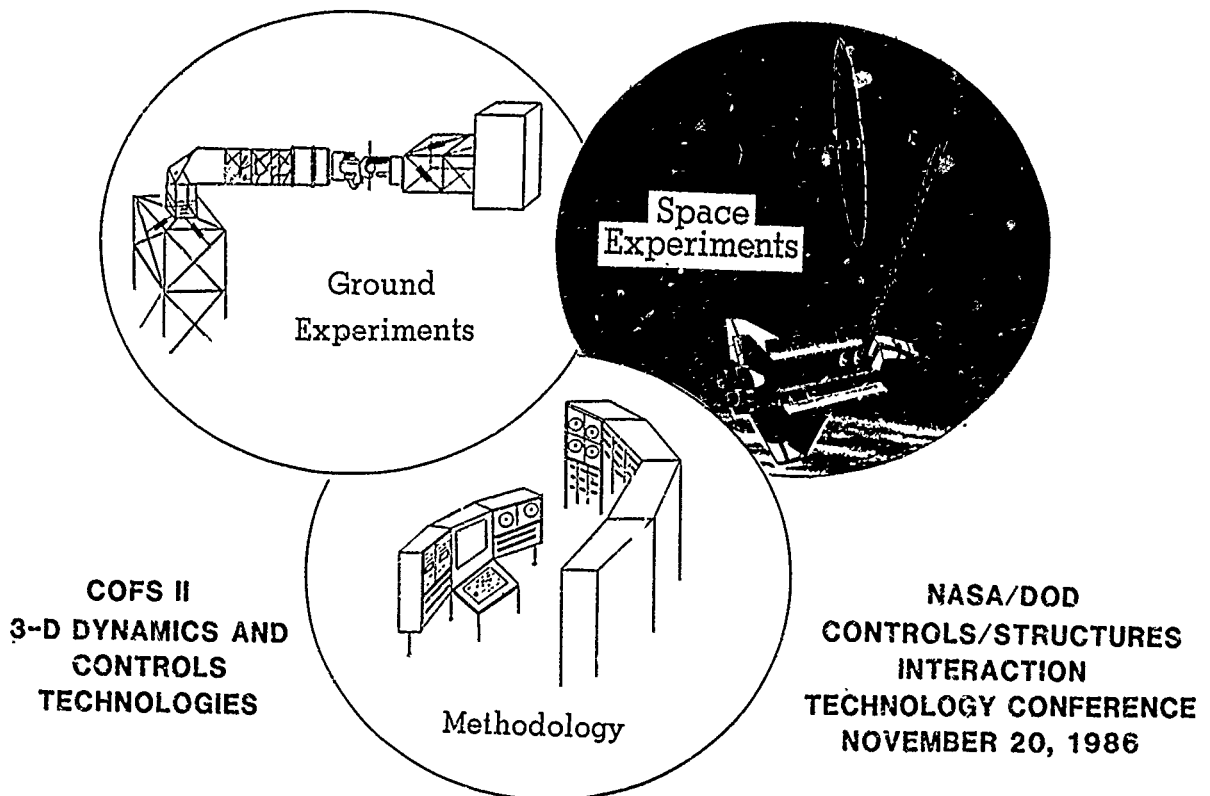 Ground
Experiments
Space
Experiments
Methodology
COFS II
3-D DYNAMICS AND
CONTROLS
TECHNOLOGIES
NASA/DOD
CONTROLS/STRUCTURES
INTERACTION
TECHNOLOGY CONFERENCE
NOVEMBER 20, 1986